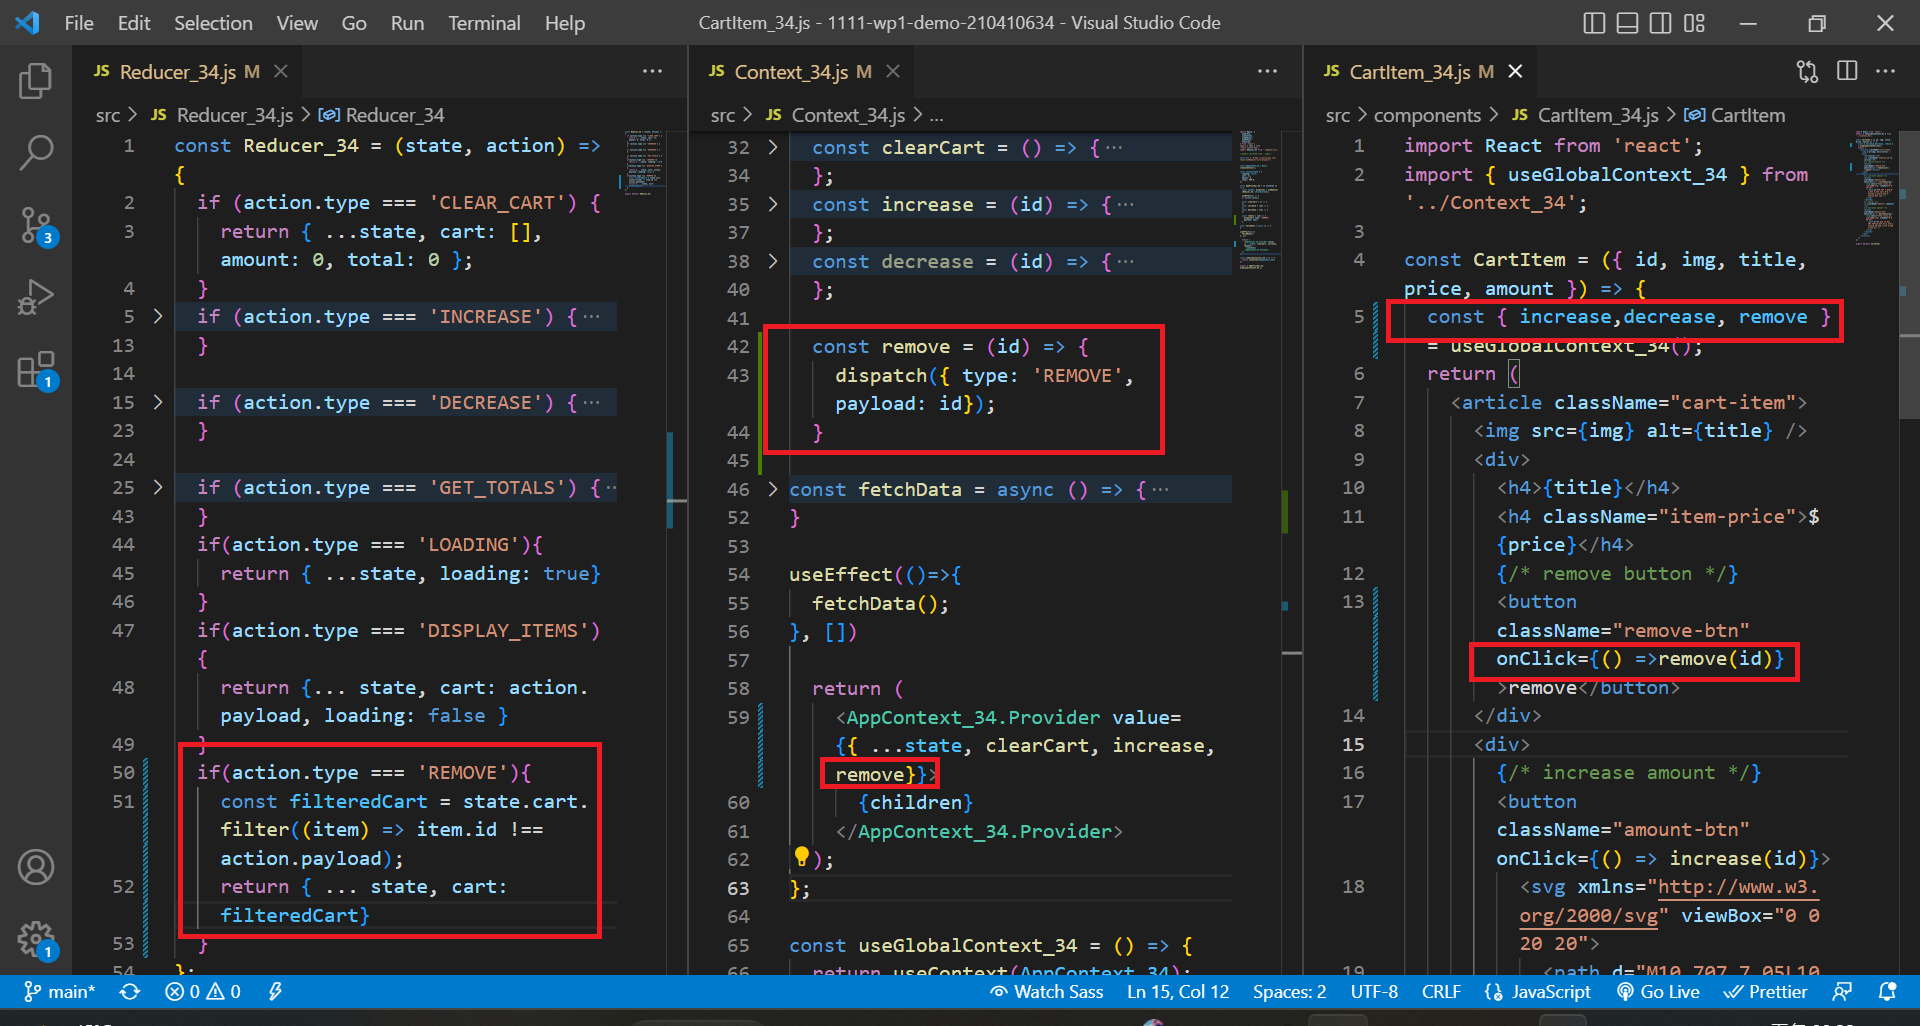 File Edit Selection View Go Run Terminal Help
CartItem_34.js - 1111-wp1-demo-210410634 - Visual Studio Code
JS Reducer_34.js M
src > JS Reducer_34.js > Reducer_34
1 const Reducer_34 = (state, action) =>
{
2 if (action.type === 'CLEAR_CART') {
3 return { ...state, cart: [],
amount: 0, total: 0 };
4 }
5 > if (action.type === 'INCREASE') {···
13 }
14
15 > if (action.type === 'DECREASE') {···
23 }
24
25 > if (action.type === 'GET_TOTALS') {··
43 }
44 if(action.type === 'LOADING'){
45 return { ...state, loading: true}
46 }
47 if(action.type === 'DISPLAY_ITEMS')
{
48 return {... state, cart: action.
payload, loading: false }
49 }
50 if(action.type === 'REMOVE'){
51 const filteredCart = state.cart.
filter((item) => item.id !==
action.payload);
52 return { ... state, cart:
filteredCart}
53 }
54 };
JS Context_34.js M
src > JS Context_34.js > ...
32 > const clearCart = () => {···
34 };
35 > const increase = (id) => {···
37 };
38 > const decrease = (id) => {···
40 };
41
42 const remove = (id) => {
43 dispatch({ type: 'REMOVE',
payload: id});
44 }
45
46 > const fetchData = async () => {···
52 }
53
54 useEffect(()=>{
55 fetchData();
56 }, [])
57
58 return (
59 <AppContext_34.Provider value=
{{ ...state, clearCart, increase,
remove}}>
60 {children}
61 </AppContext_34.Provider>
62 );
63 };
64
65 const useGlobalContext_34 = () => {
66 return useContext(AppContext_34);
JS CartItem_34.js M
src > components > JS CartItem_34.js > CartItem
1 import React from 'react';
2 import { useGlobalContext_34 } from
'../Context_34';
3
4 const CartItem = ({ id, img, title,
price, amount }) => {
5 const { increase,decrease, remove }
= useGlobalContext_34();
6 return (
7 <article className="cart-item">
8 <img src={img} alt={title} />
9 <div>
10 <h4>{title}</h4>
11 <h4 className="item-price">$
{price}</h4>
12 {/* remove button */}
13 <button
className="remove-btn"
onClick={() =>remove(id)}
>remove</button>
14 </div>
15 <div>
16 {/* increase amount */}
17 <button
className="amount-btn"
onClick={() => increase(id)}>
18 <svg xmlns="http://www.w3.
org/2000/svg" viewBox="0 0
20 20">
19 <path d="M10.707 7.05L10
3
1
1
main* 0 0 Watch Sass Ln 15, Col 12 Spaces: 2 UTF-8 CRLF JavaScript Go Live Prettier